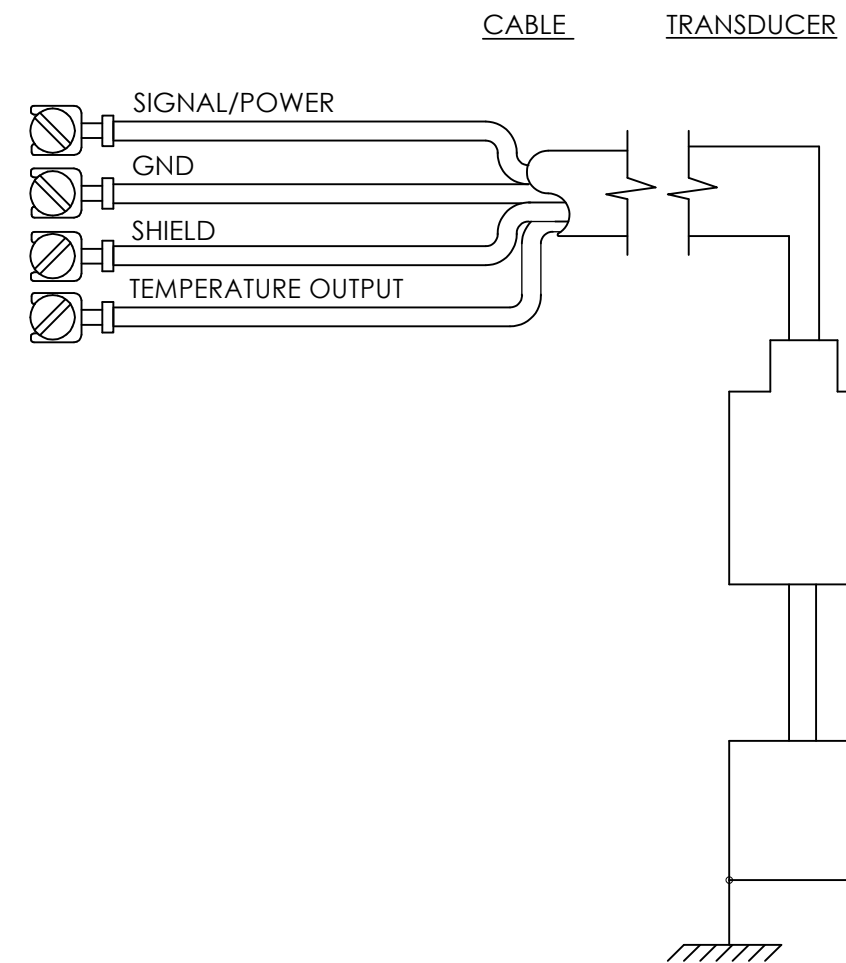 CABLE TRANSDUCER
SIGNAL/POWER
GND
SHIELD
TEMPERATURE OUTPUT